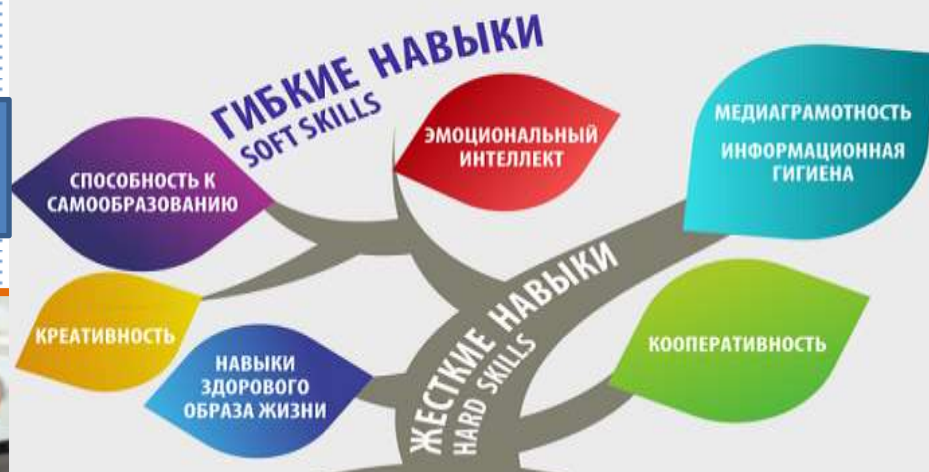 ГИБКИЕ НАВЫКИ
SOFT SKILLS
ЭМОЦИОНАЛЬНЫЙ
ИНТЕЛЛЕКТ
МЕДИАГРАМОТНОСТЬ
ИНФОРМАЦИОННАЯ
ГИГИЕНА
СПОСОБНОСТЬ К
САМООБРАЗОВАНИЮ
КРЕАТИВНОСТЬ
НАВЫКИ
ЗДОРОВОГО
ОБРАЗА ЖИЗНИ
ЖЕСТКИЕ НАВЫКИ
HARD SKILLS
КООПЕРАТИВНОСТЬ